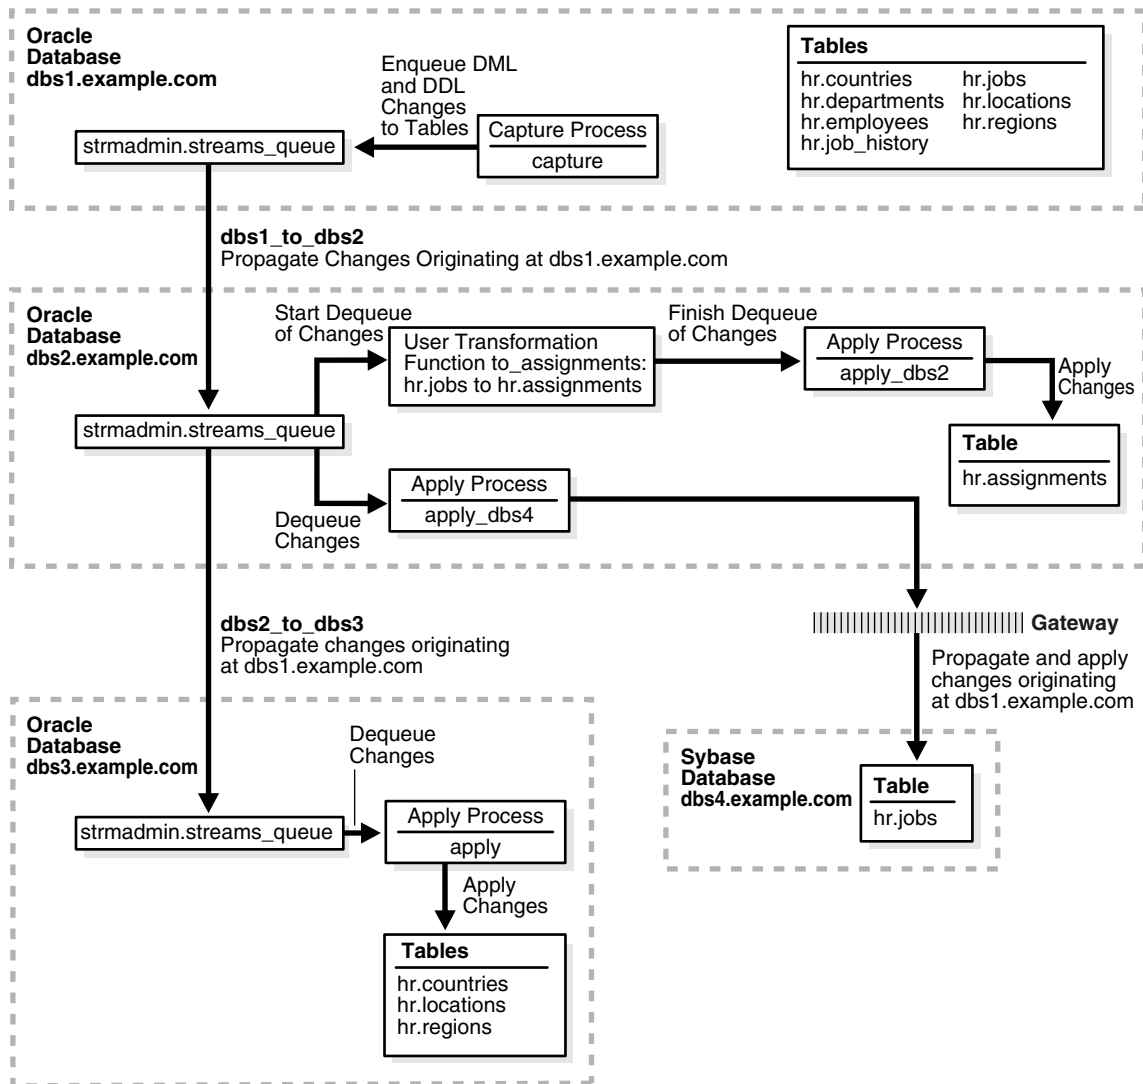 Oracle
Database
dbs1.example.com
Enqueue DML
and DDL
Changes
to Tables
strmadmin.streams_queue
Capture Process
capture
Tables
hr.countries hr.jobs
hr.departments hr.locations
hr.employees hr.regions
hr.job_history
dbs1_to_dbs2
Propagate Changes Originating at dbs1.example.com
Oracle
Database
dbs2.example.com
Start Dequeue
of Changes
User Transformation
Function to_assignments:
hr.jobs to hr.assignments
Finish Dequeue
of Changes
Apply Process
apply_dbs2
Apply
Changes
strmadmin.streams_queue
Table
hr.assignments
Dequeue
Changes
Apply Process
apply_dbs4
dbs2_to_dbs3
Propagate changes originating
at dbs1.example.com
Gateway
Propagate and apply
changes originating
at dbs1.example.com
Oracle
Database
dbs3.example.com
Dequeue
Changes
strmadmin.streams_queue
Apply Process
apply
Apply
Changes
Tables
hr.countries
hr.locations
hr.regions
Sybase
Database
dbs4.example.com
Table
hr.jobs